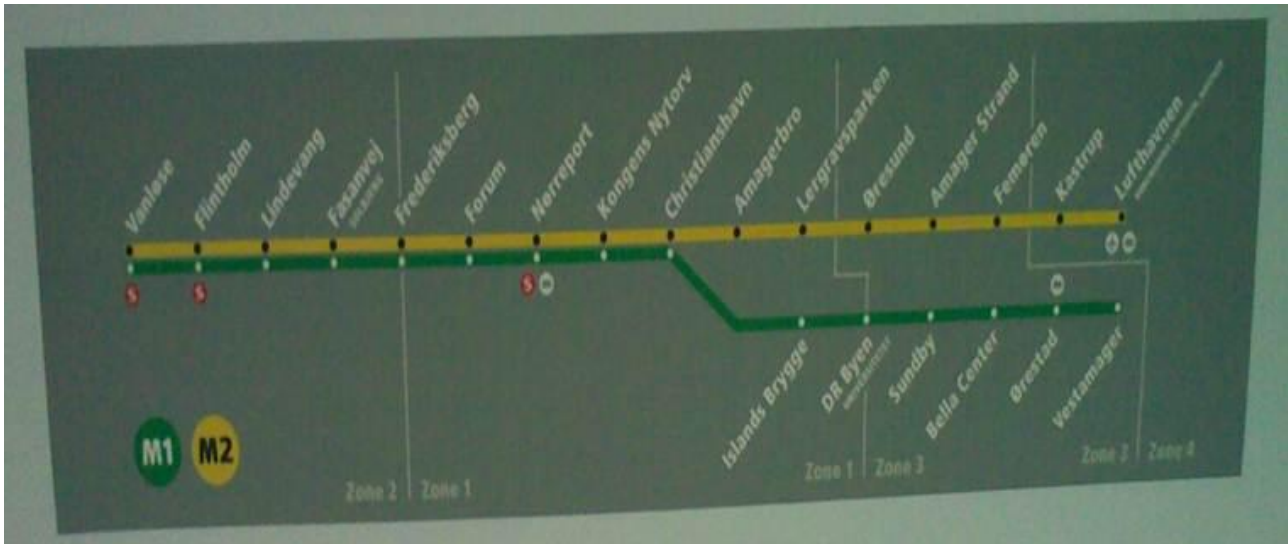 Vanløse
Flintholm
Lindevang
Fasanvej
Frederiksberg
Forum
Nørreport
Kongens Nytorv
Christianshavn
Amagerbro
Lergravsparken
Øresund
Amager Strand
Femøren
Kastrup
Lufthavnen
S
S
S
Islands Brygge
DR Byen
Sundby
Bella Center
Ørestad
Vestamager
M1
M2
Zone 2
Zone 1
Zone 1
Zone 3
Zone 3
Zone 4